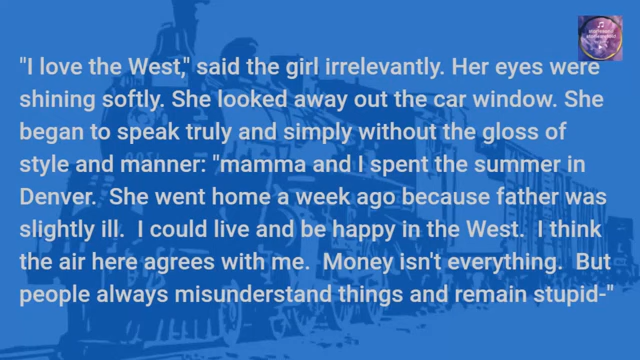 "I love the West," said the girl irrelevantly. Her eyes were
shining softly. She looked away out the car window. She
began to speak truly and simply without the gloss of
style and manner: "mamma and I spent the summer in
Denver.  She went home a week ago because father was
slightly ill.  I could live and be happy in the West.  I think
the air here agrees with me.  Money isn't everything.  But
people always misunderstand things and remain stupid-"